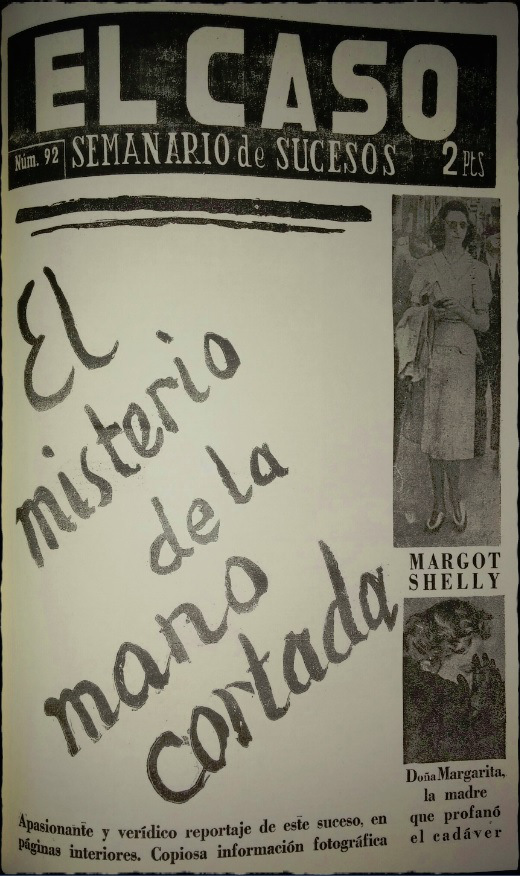 EL CASO
Núm. 92 SEMANARIO de SUCESOS 2 Pts
El
misterio
de la
mano
cortada
MARGOT
SHELLY
Doña Margarita,
la madre
que profanó
el cadáver
Apasionante y verídico reportaje de este suceso, en
páginas interiores. Copiosa información fotográfica